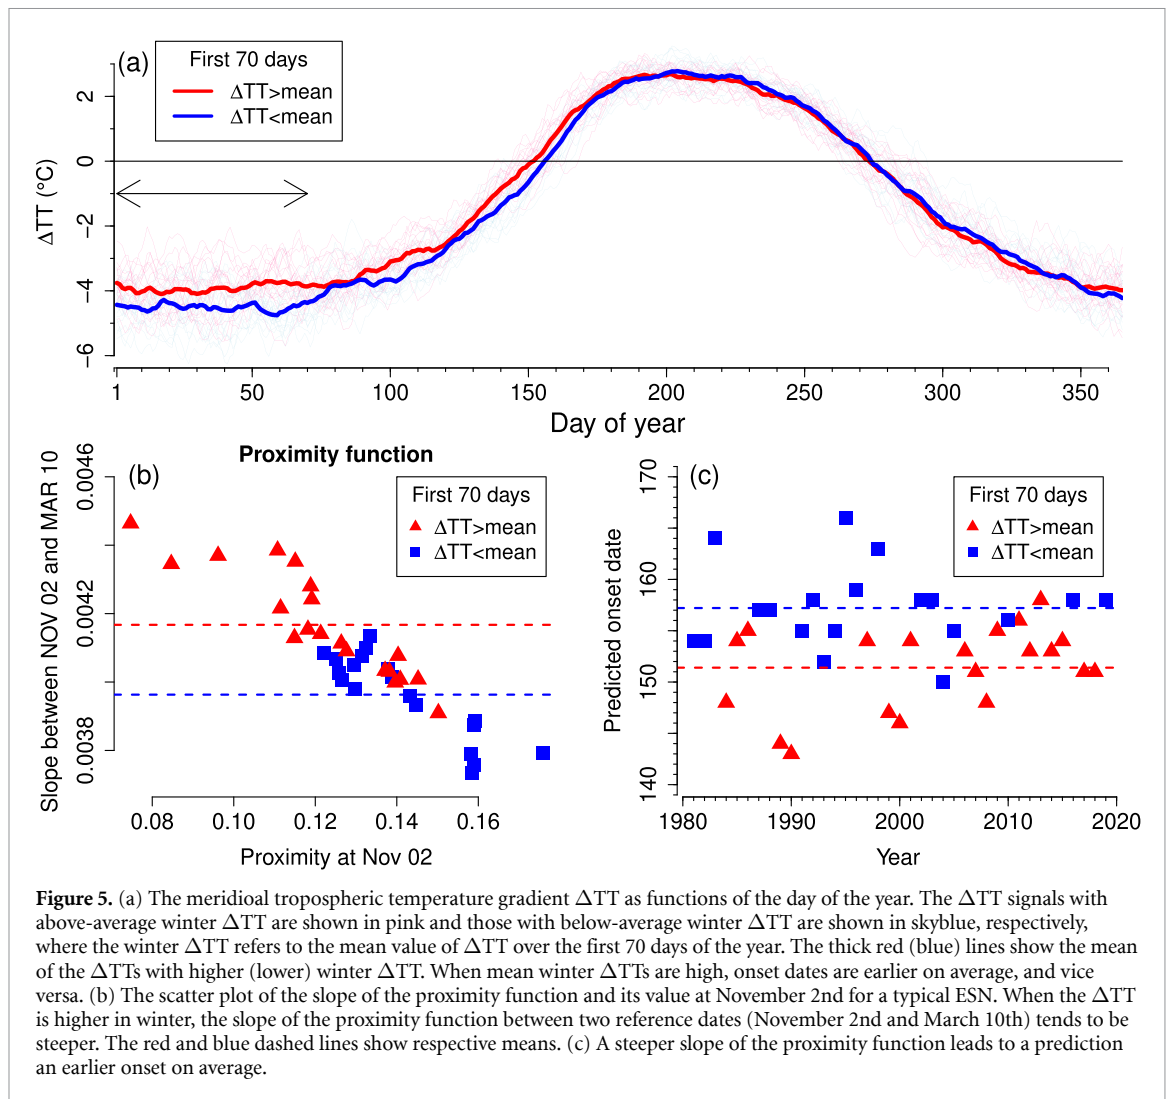 (a)
First 70 days
ΔTT>mean
ΔTT<mean
ΔTT (°C)
2
0
−2
−4
−6
1 50 100 150 200 250 300 350
Day of year
Proximity function
(b)
First 70 days
ΔTT>mean
ΔTT<mean
Slope between NOV 02 and MAR 10
0.0046
0.0042
0.0038
0.08 0.10 0.12 0.14 0.16
Proximity at Nov 02
(c)
First 70 days
ΔTT>mean
ΔTT<mean
Predicted onset date
170
160
150
140
1980 1990 2000 2010 2020
Year
Figure 5. (a) The meridioal tropospheric temperature gradient ΔTT as functions of the day of the year. The ΔTT signals with
above-average winter ΔTT are shown in pink and those with below-average winter ΔTT are shown in skyblue, respectively,
where the winter ΔTT refers to the mean value of ΔTT over the first 70 days of the year. The thick red (blue) lines show the mean
of the ΔTTs with higher (lower) winter ΔTT. When mean winter ΔTTs are high, onset dates are earlier on average, and vice
versa. (b) The scatter plot of the slope of the proximity function and its value at November 2nd for a typical ESN. When the ΔTT
is higher in winter, the slope of the proximity function between two reference dates (November 2nd and March 10th) tends to be
steeper. The red and blue dashed lines show respective means. (c) A steeper slope of the proximity function leads to a prediction
an earlier onset on average.